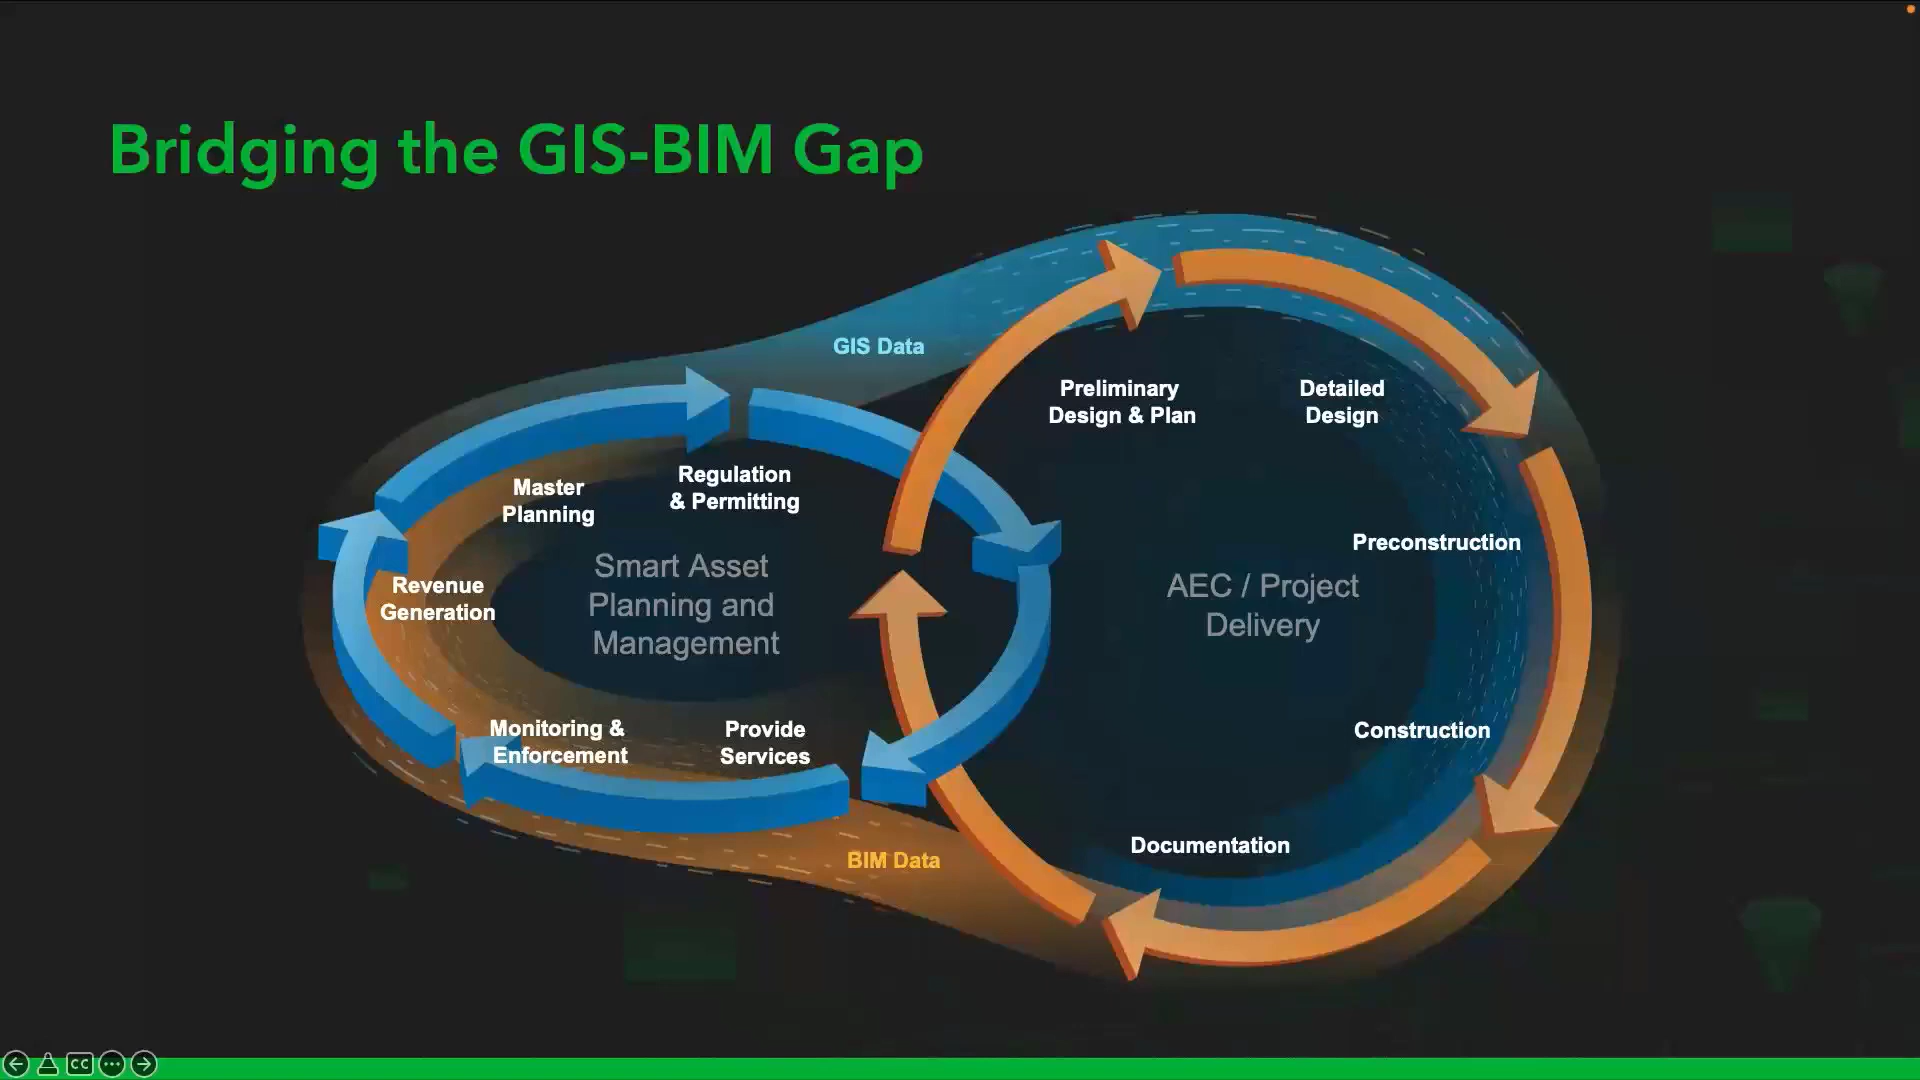 Bridging the GIS-BIM Gap
GIS Data
Preliminary
Design & Plan
Detailed
Design
Master
Planning
Regulation
& Permitting
Preconstruction
Smart Asset
Planning and
Management
AEC / Project
Delivery
Revenue
Generation
Monitoring &
Enforcement
Provide
Services
Construction
Documentation
BIM Data
CC